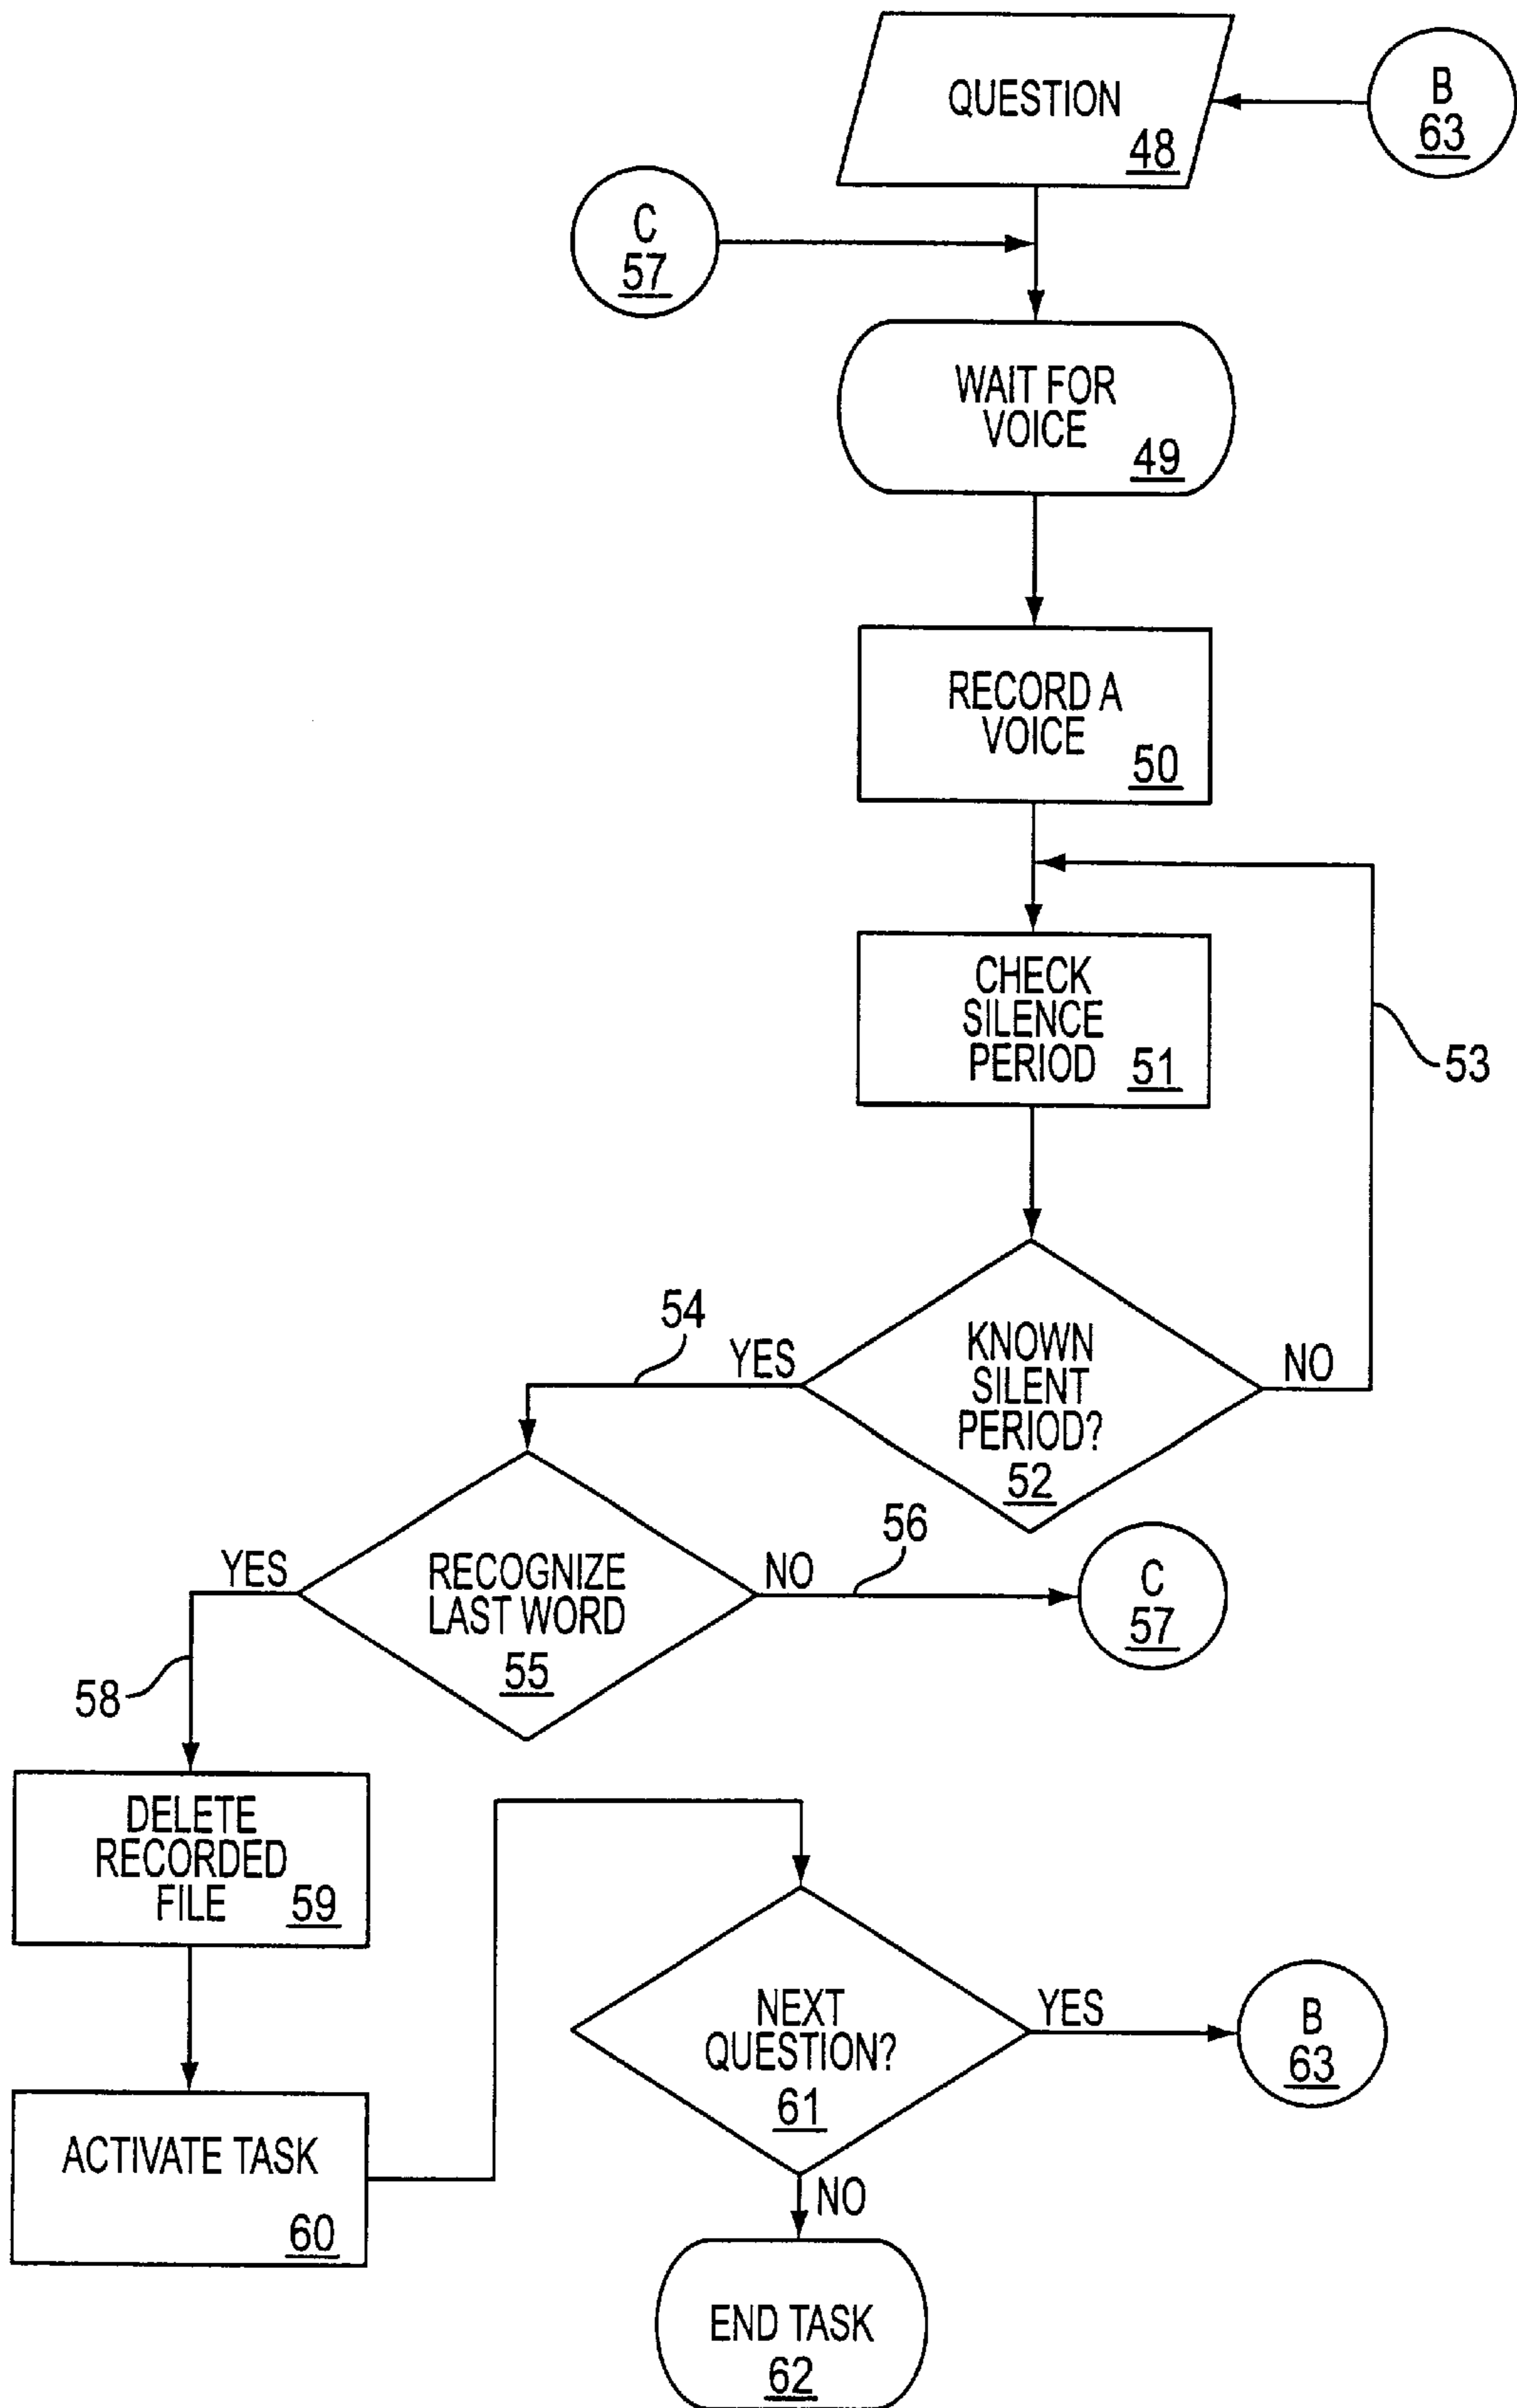 QUESTION
48
B
63
C
57
WAIT FOR
VOICE
49
RECORD A
VOICE
50
CHECK
SILENCE
PERIOD
51
53
KNOWN
SILENT
PERIOD?
52
NO
YES
54
RECOGNIZE
LAST WORD
55
NO
56
C
57
YES
58
DELETE
RECORDED
FILE
59
ACTIVATE TASK
60
NEXT
QUESTION?
61
YES
B
63
NO
END TASK
62